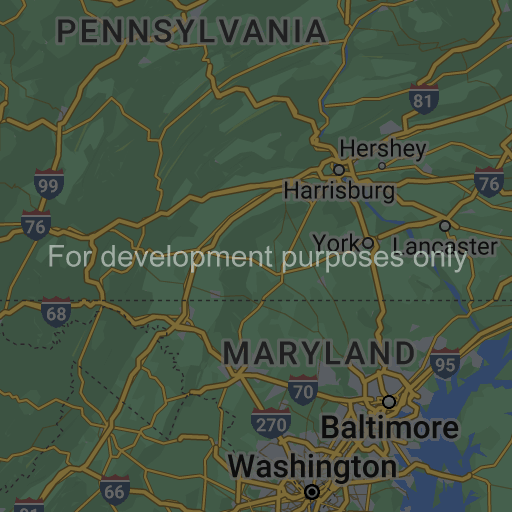 PENNSYLVANIA
81
Hershey
99
Harrisburg
76
76
York
Lancaster
For development purposes only
68
MARYLAND
95
70
270
Baltimore
Washington
66
81